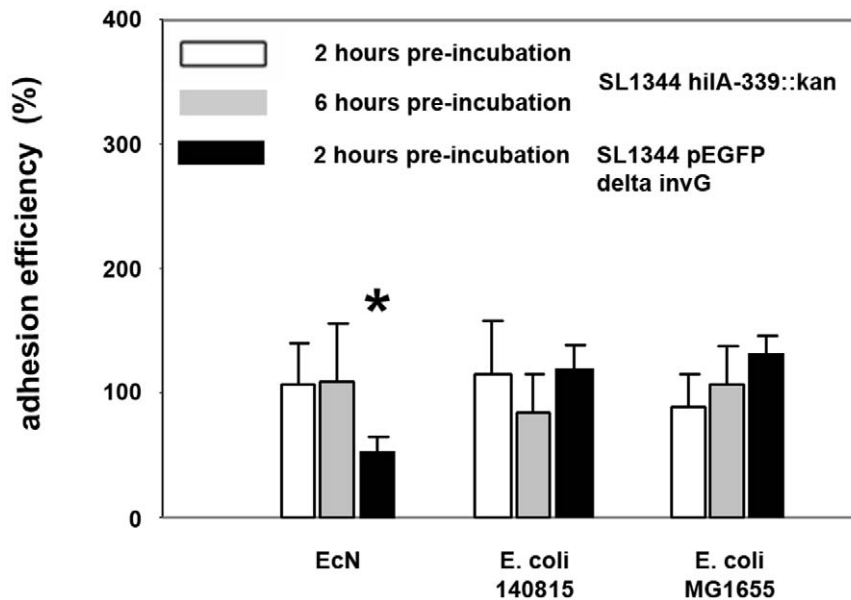 400
300
200
100
0
adhesion efficiency (%)
2 hours pre-incubation
6 hours pre-incubation
SL1344 hilA-339::kan
2 hours pre-incubation
SL1344 pEGFP
delta invG
*
EcN
E. coli
140815
E. coli
MG1655